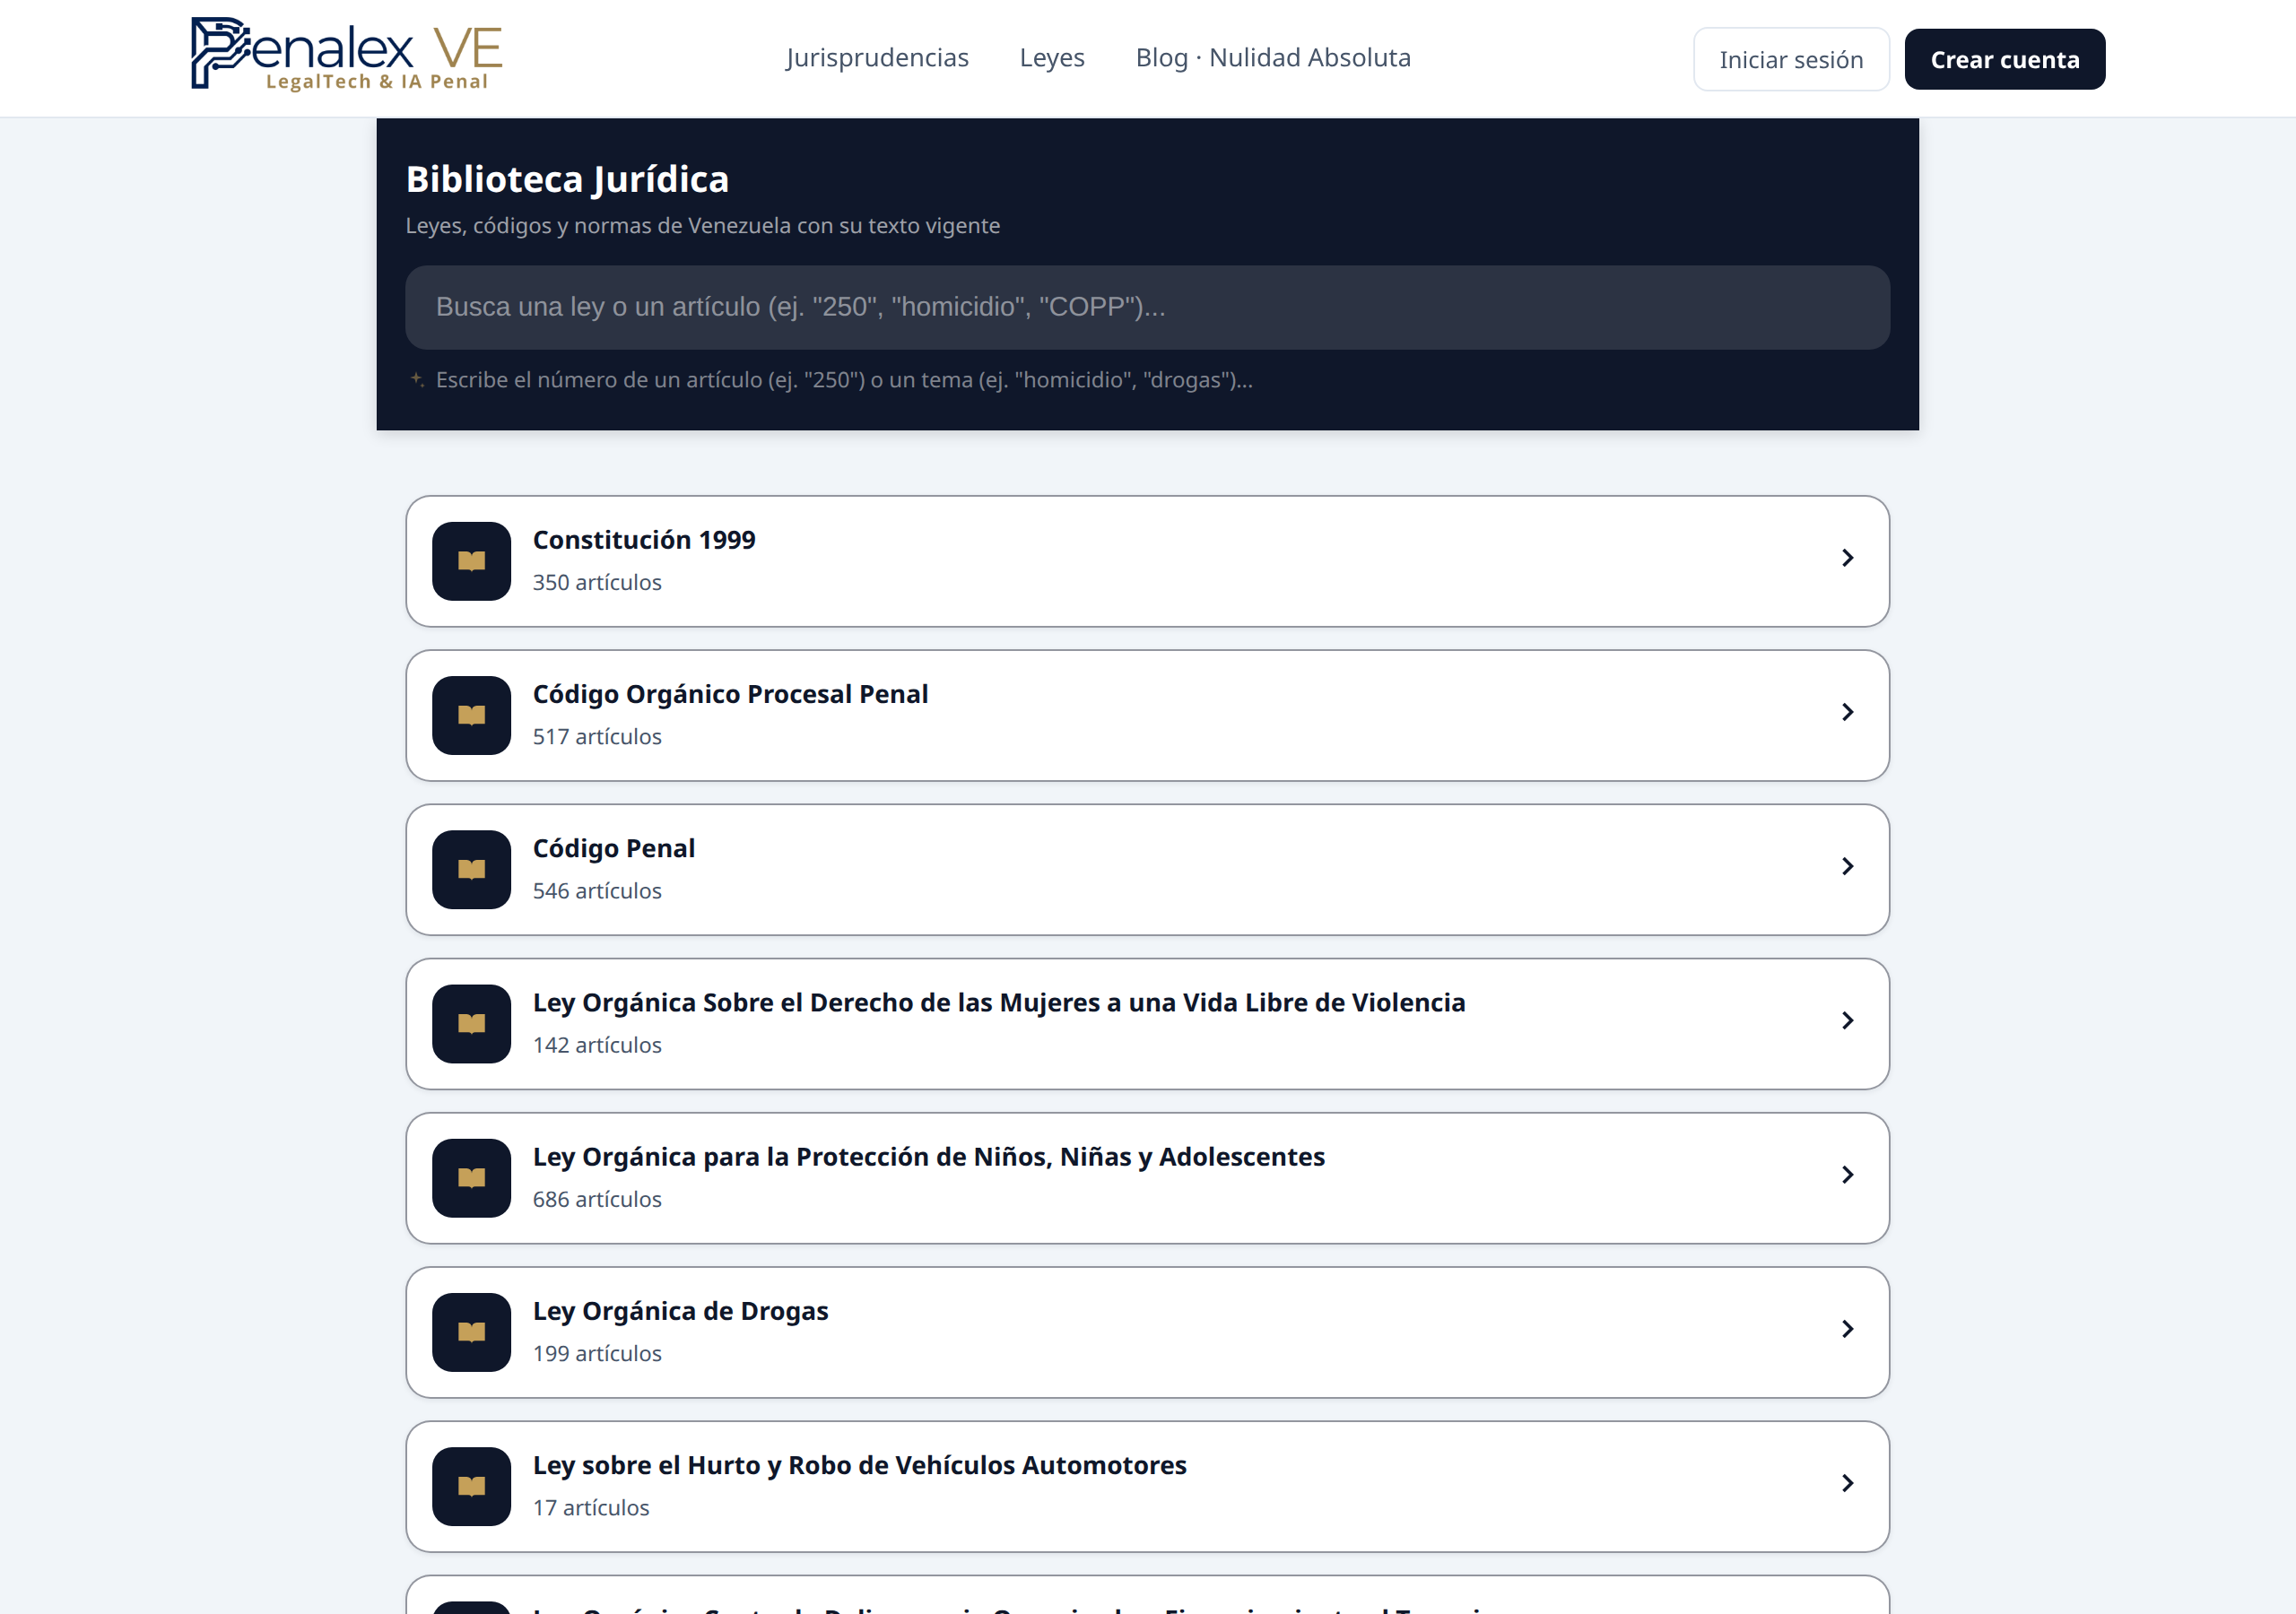 Penalex VE
LegalTech & IA Penal
Jurisprudencias
Leyes
Blog · Nulidad Absoluta
Iniciar sesión
Crear cuenta
Biblioteca Jurídica
Leyes, códigos y normas de Venezuela con su texto vigente
Busca una ley o un artículo (ej. "250", "homicidio", "COPP")...
Escribe el número de un artículo (ej. "250") o un tema (ej. "homicidio", "drogas")...
Constitución 1999
350 artículos
Código Orgánico Procesal Penal
517 artículos
Código Penal
546 artículos
Ley Orgánica Sobre el Derecho de las Mujeres a una Vida Libre de Violencia
142 artículos
Ley Orgánica para la Protección de Niños, Niñas y Adolescentes
686 artículos
Ley Orgánica de Drogas
199 artículos
Ley sobre el Hurto y Robo de Vehículos Automotores
17 artículos